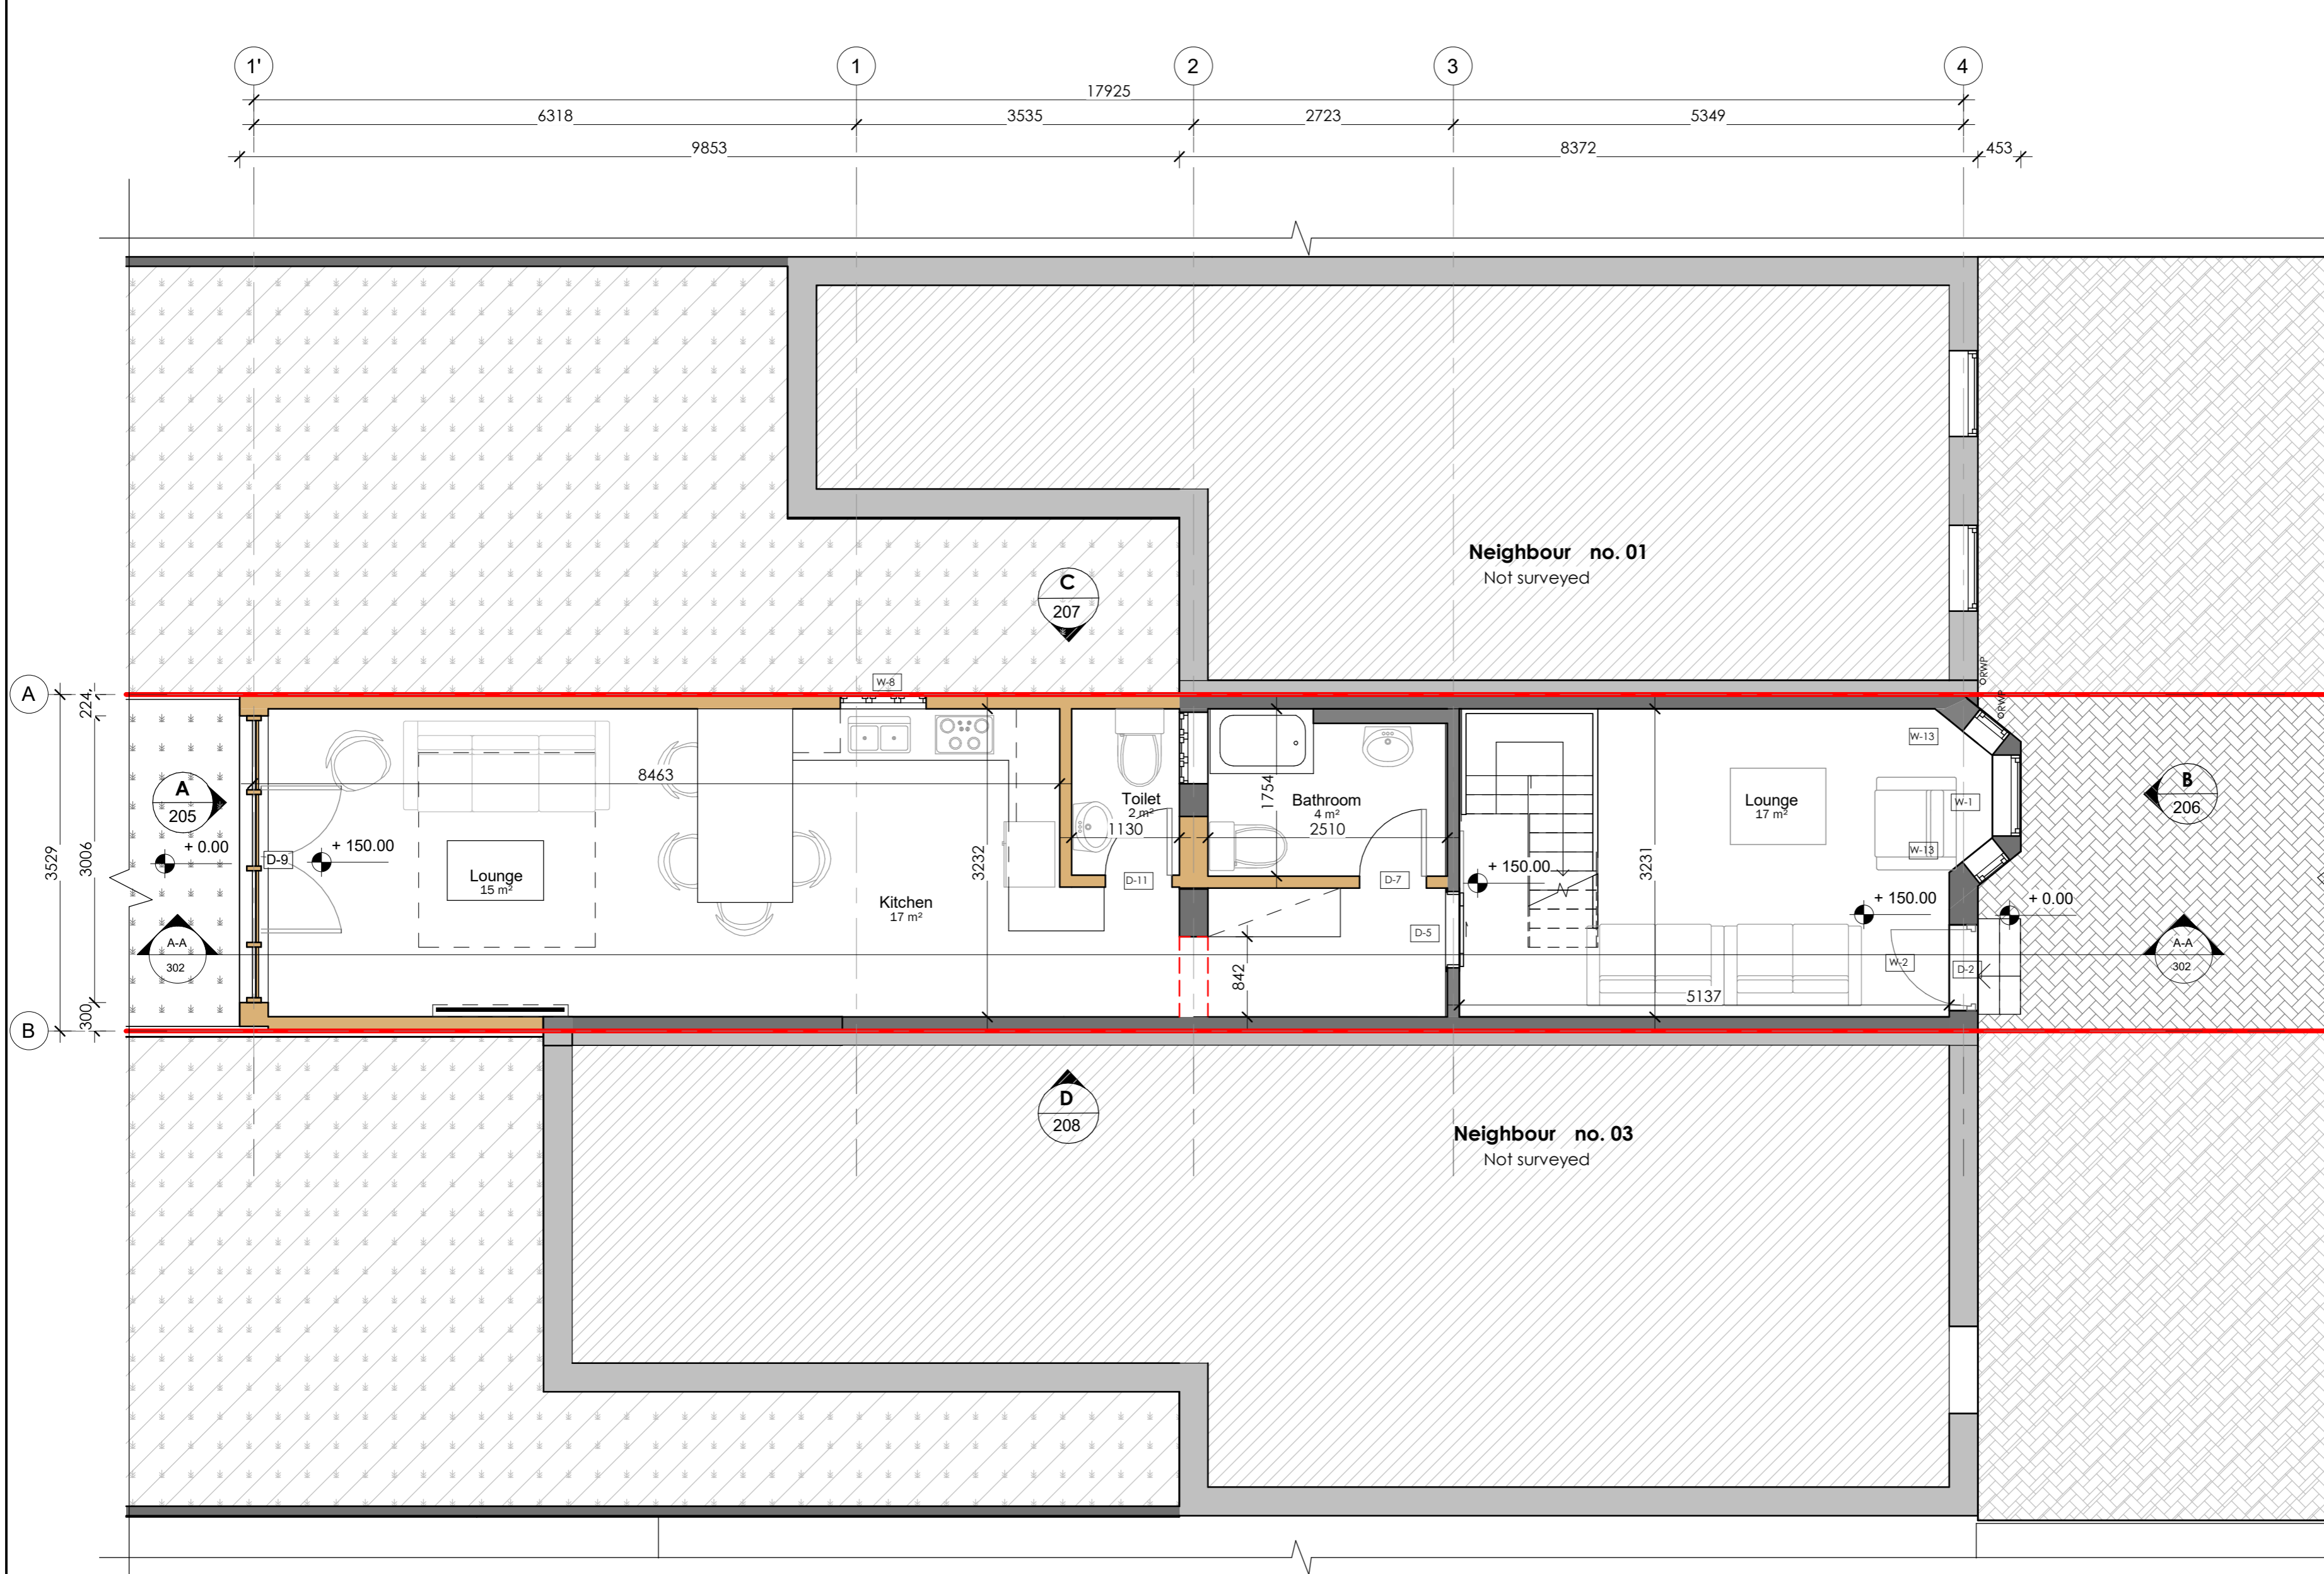 1'
1
2
3
4
17925
6318
3535
2723
5349
9853
8372
453
Neighbour no. 01
Not surveyed
C
207
ORWP
ORWP
A
224
W-8
W-13
8463
1754
Toilet
2 m²
1130
Bathroom
4 m²
2510
Lounge
17 m²
W-1
B
206
A
205
+ 0.00
D-9
+ 150.00
3529
3006
3232
3231
W-13
Lounge
15 m²
D-11
D-7
+ 150.00
Kitchen
17 m²
+ 150.00
+ 0.00
A-A
302
D-5
W-2
D-2
A-A
302
842
5137
300
B
D
208
Neighbour no. 03
Not surveyed